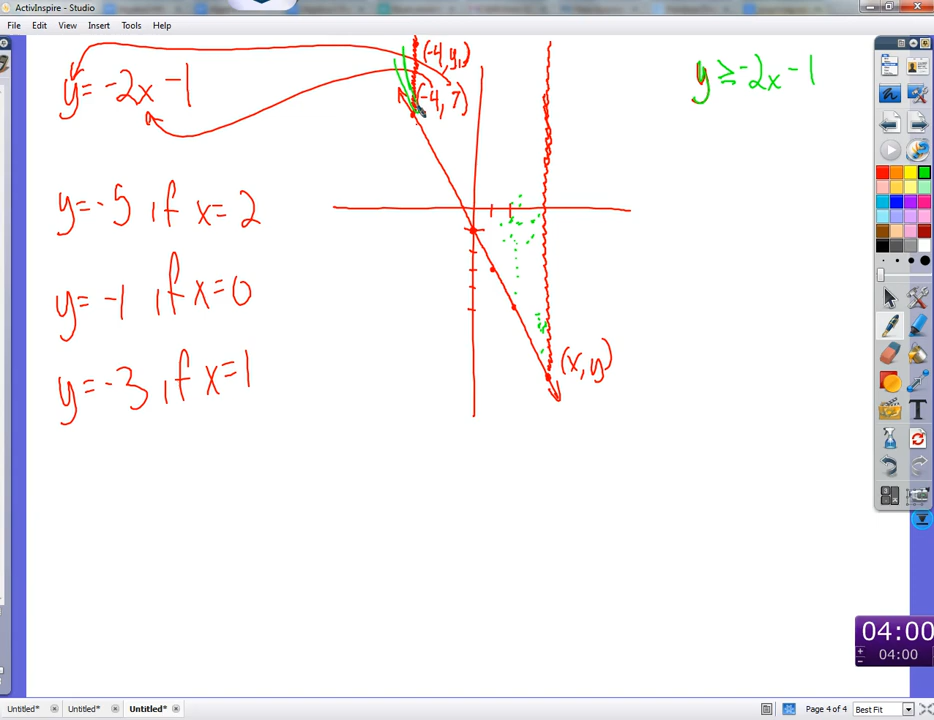 ActivInspire - Studio
File Edit View Insert Tools Help
y = -2x - 1
(-4, y,)
(-4, 7)
y ≥ -2x - 1
y = -5 if x = 2
y = -1 if x = 0
y = -3 if x = 1
(x, y)
04:00
04:00
Untitled* Untitled* Untitled* Page 4 of 4 Best Fit